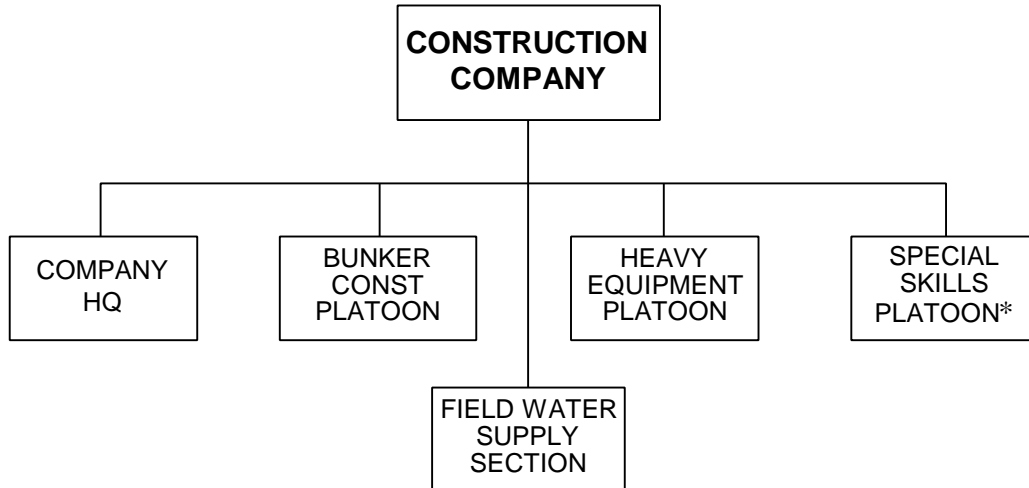 CONSTRUCTION
COMPANY
COMPANY
HQ
BUNKER
CONST
PLATOON
HEAVY
EQUIPMENT
PLATOON
SPECIAL
SKILLS
PLATOON*
FIELD WATER
SUPPLY
SECTION